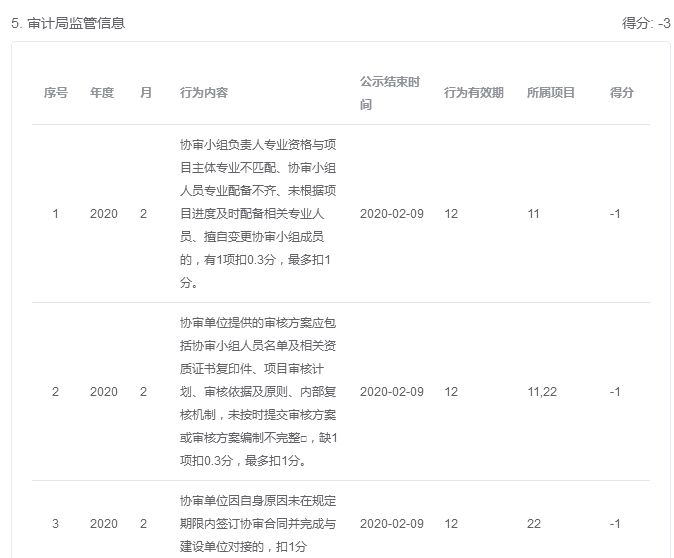 5. 审计局监管信息 得分: -3
序号 年度 月 行为内容 公示结束时 行为有效期 所属项目 得分
间
协审小组负责人专业资格与项
目主体专业不匹配、协审小组
人员专业配备不齐、未根据项
1 2020 2 目进度及时配备相关专业人 2020-02-09 12 11 -1
员、擅自变更协审小组成员
的，有1项扣0.3分，最多扣1
分。
协审单位提供的审核方案应包
括协审小组人员名单及相关资
质证书复印件、项目审核计
2 2020 2 划、审核依据及原则、内部复 2020-02-09 12 11,22 -1
核机制，未按时提交审核方案
或审核方案编制不完整□，缺1
项扣0.3分，最多扣1分。
协审单位因自身原因未在规定
3 2020 2 期限内签订协审合同并完成与 2020-02-09 12 22 -1
建设单位对接的，扣1分